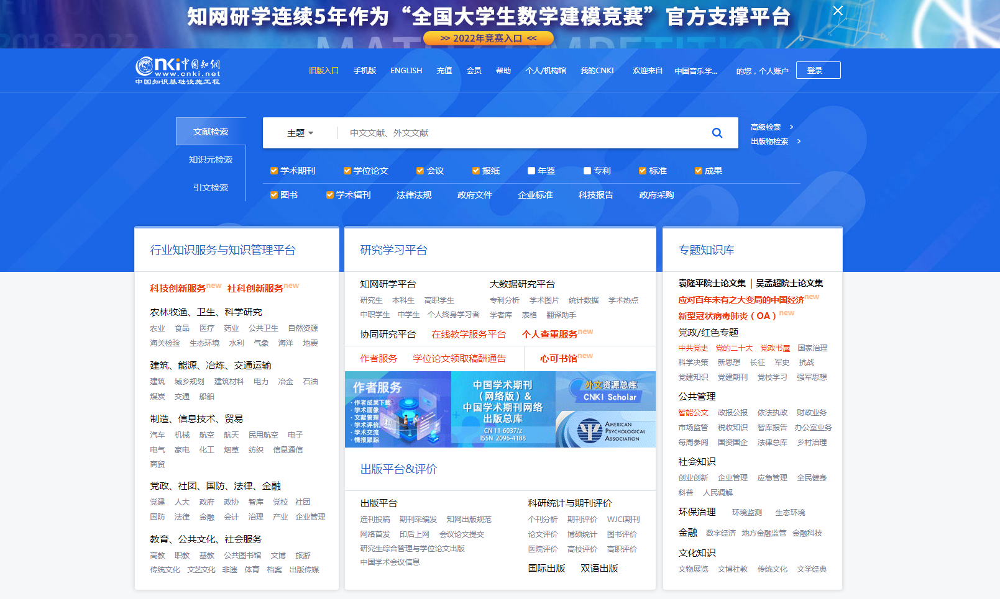 知网研学连续5年作为“全国大学生数学建模竞赛”官方支撑平台
2018-2022
>> 2022年竞赛入口 <<
cnki中国知网
www.cnki.net
中国知识基础设施工程
旧版入口 手机版 ENGLISH 充值 会员 帮助 个人/机构馆 我的CNKI 欢迎来自 中国音乐学... 的您，个人账户 登录
文献检索
知识元检索
引文检索
主题 中文文献、外文文献
高级检索 >
出版物检索 >
学术期刊 学位论文 会议 报纸 年鉴 专利 标准 成果
图书 学术辑刊 法律法规 政府文件 企业标准 科技报告 政府采购
行业知识服务与知识管理平台
科技创新服务new 社科创新服务new
农林牧渔、卫生、科学研究
农业 食品 医疗 药业 公共卫生 自然资源
海关检验 生态环境 水利 气象 海洋 地震
建筑、能源、冶炼、交通运输
建筑 城乡规划 建筑材料 电力 冶金 石油
煤炭 交通 船舶
制造、信息技术、贸易
汽车 机械 航空 航天 民用航空 电子
电气 家电 化工 烟草 纺织 信息通信
商贸
党政、社团、国防、法律、金融
党建 人大 政府 政协 智库 党校 社团
国防 法律 金融 会计 治理 产业 企业管理
教育、公共文化、社会服务
高教 职教 基教 公共图书馆 文博 旅游
传统文化 文艺文化 非遗 体育 档案 出版传媒
研究学习平台
知网研学平台
研究生 本科生 高职学生
中职学生 中学生 个人终身学习者
大数据研究平台
专利分析 学术图片 统计数据 学术热点
学者库 表格 翻译助手
协同研究平台 在线教学服务平台 个人查重服务new
作者服务 学位论文领取稿酬通告 心可书馆new
作者服务
· 作者成果下载
· 学术画像
· 文献管理
· 学术评价
· 学术交流
· 情报跟踪
中国学术期刊
（网络版）&
中国学术期刊网络
出版总库
CN 11-6037/z
ISSN 2096-4188
外文资源总库
CNKI Scholar
AMERICAN
PSYCHOLOGICAL
ASSOCIATION
出版平台&评价
出版平台
选刊投稿 期刊采编发 知网出版规范
网络首发 印后上网 会议论文提交
研究生综合管理与学位论文出版
中国学术会议信息
科研统计与期刊评价
个刊分析 期刊评价 WJCI期刊
论文评价 博硕统计 图书评价
医院评价 高校评价 高职评价
国际出版 双语出版
专题知识库
袁隆平院士论文集 | 吴孟超院士论文集
应对百年未有之大变局的中国经济new
新型冠状病毒肺炎（OA）new
党政/红色专题
中共党史 党的二十大 党政书屋 国家治理
科学决策 新思想 长征 军史 抗战
党建知识 党建期刊 党校学习 强军思想
公共管理
智能公文 政报公报 依法执政 财政业务
市场监管 税收知识 智库报告 办公室业务
每周参阅 国资国企 法律总库 乡村治理
社会知识
创业创新 企业管理 应急管理 全民健身
科普 人民调解
环保治理 环境监测 生态环境
金融 数字经济 地方金融监管 金融科技
文化知识
文物展览 文博社教 传统文化 文学经典